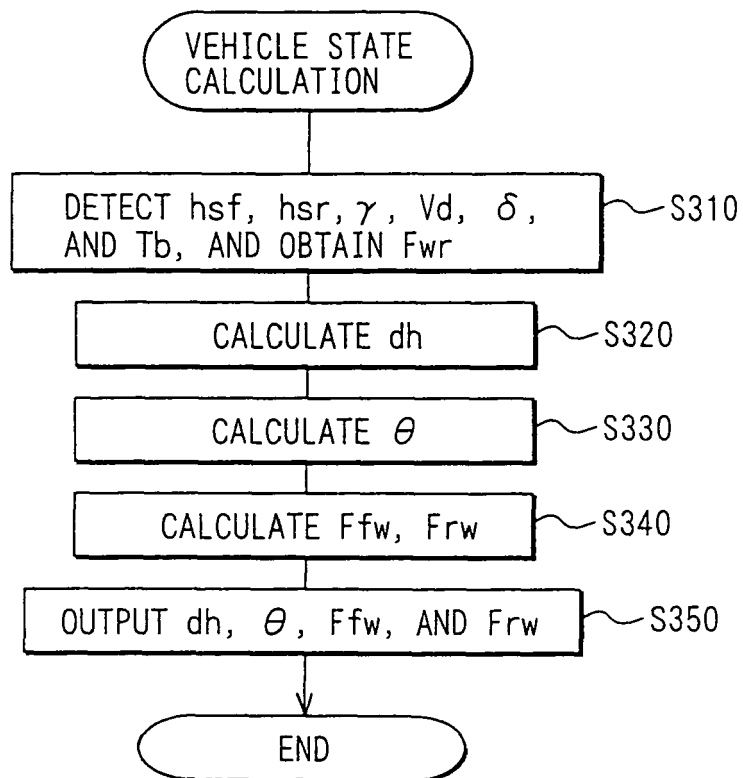 VEHICLE STATE
CALCULATION
DETECT hsf, hsr, γ, Vd, δ,
AND Tb, AND OBTAIN Fwr
S310
CALCULATE dh
S320
CALCULATE θ
S330
CALCULATE Ffw, Frw
S340
OUTPUT dh, θ, Ffw, AND Frw
S350
END